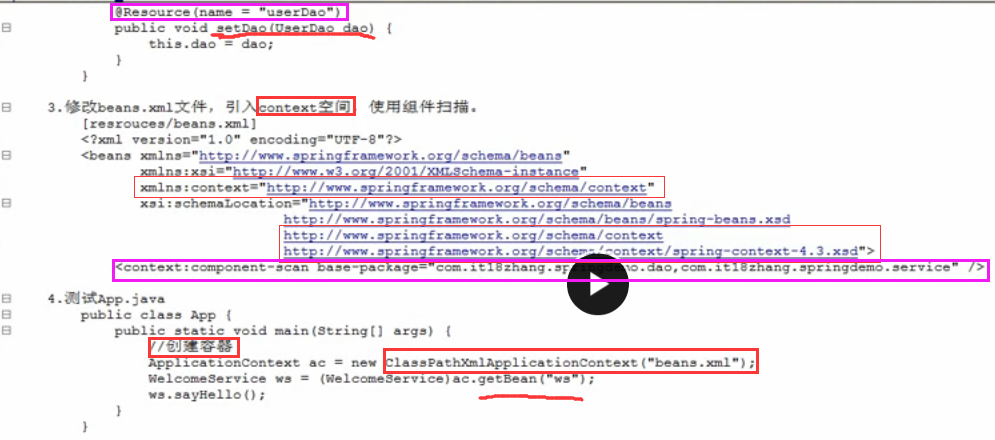 @Resource(name = "userDao")
public void setDao(UserDao dao) {
this.dao = dao;
}
}
3.修改beans.xml文件，引入context空间，使用组件扫描。
[resrouces/beans.xml]
<?xml version="1.0" encoding="UTF-8"?>
<beans xmlns="http://www.springframework.org/schema/beans"
xmlns:xsi="http://www.w3.org/2001/XMLSchema-instance"
xmlns:context="http://www.springframework.org/schema/context"
xsi:schemaLocation="http://www.springframework.org/schema/beans
http://www.springframework.org/schema/beans/spring-beans.xsd
http://www.springframework.org/schema/context
http://www.springframework.org/schema/context/spring-context-4.3.xsd">
<context:component-scan base-package="com.it18zhang.springdemo.dao,com.it18zhang.springdemo.service" />
4.测试App.java
public class App {
public static void main(String[] args) {
//创建容器
ApplicationContext ac = new ClassPathXmlApplicationContext("beans.xml");
WelcomeService ws = (WelcomeService)ac.getBean("ws");
ws.sayHello();
}
}